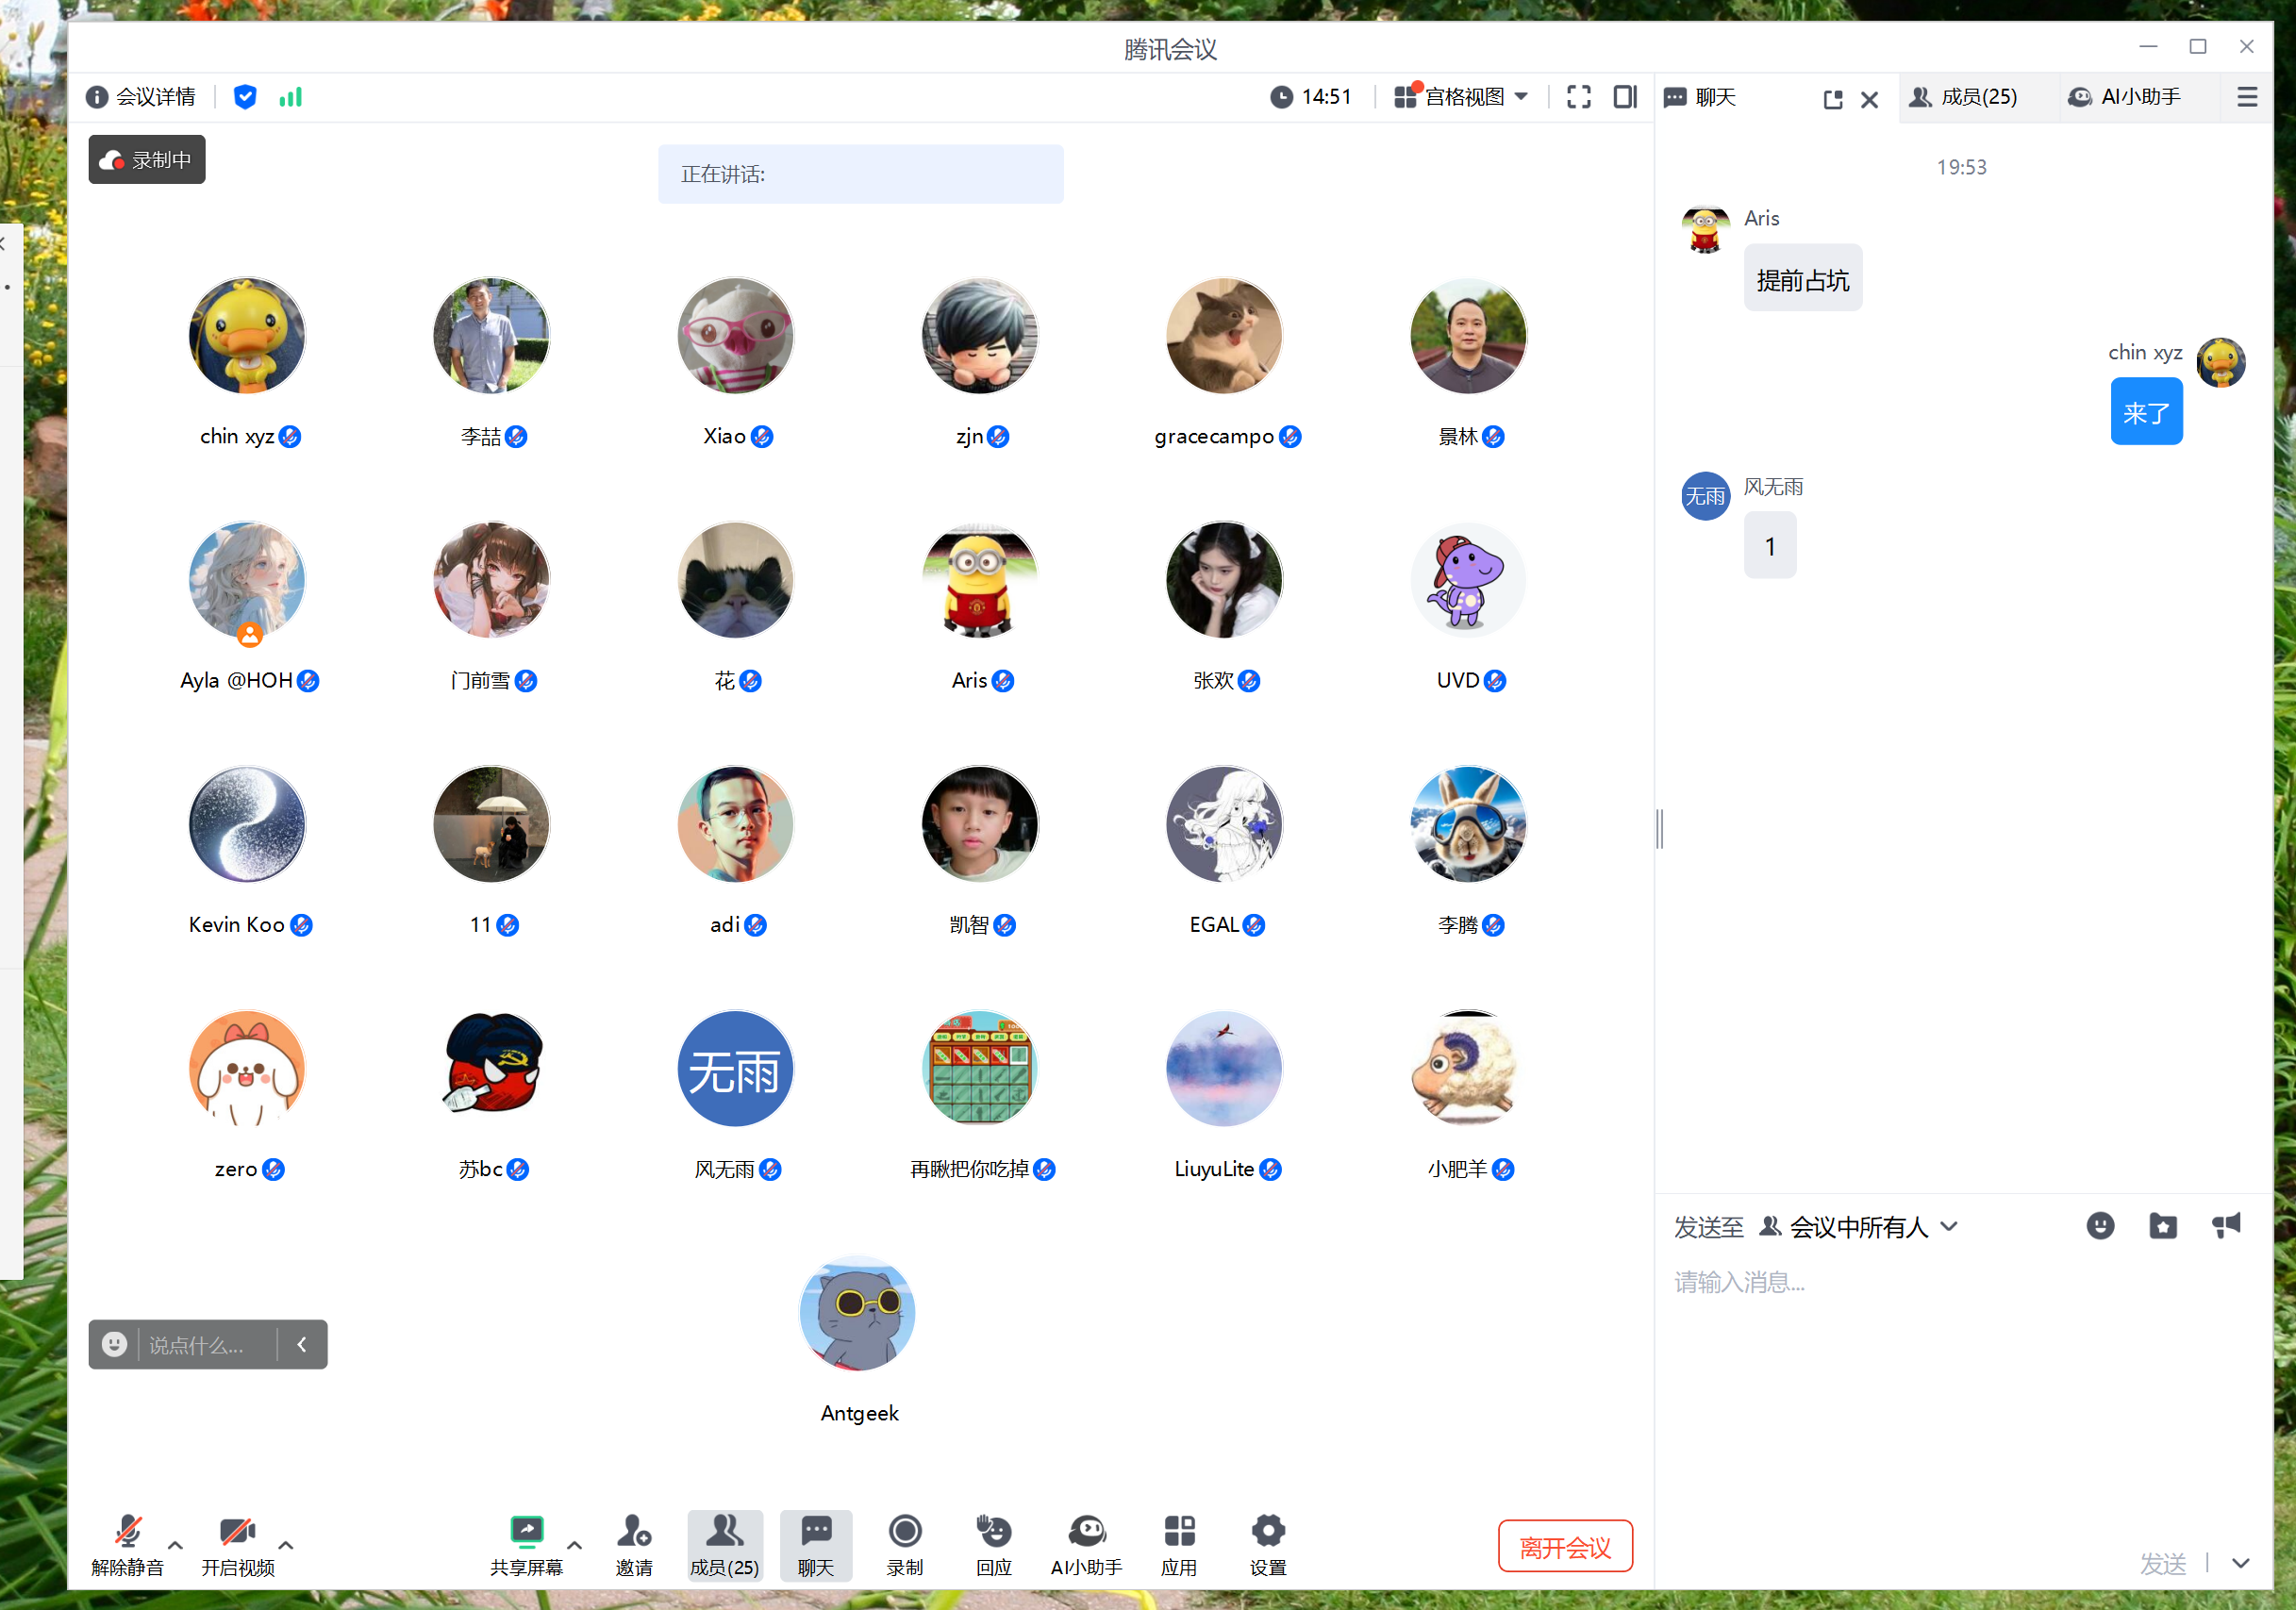 腾讯会议
会议详情
14:51
宫格视图
聊天
成员(25)
AI小助手
录制中
正在讲话:
19:53
Aris
提前占坑
chin xyz
来了
无雨
风无雨
1
chin xyz
李喆
Xiao
zjn
gracecampo
景林
Ayla @HOH
门前雪
花
Aris
张欢
UVD
Kevin Koo
11
adi
凯智
EGAL
李腾
无雨
zero
苏bc
风无雨
再瞅把你吃掉
LiuyuLite
小肥羊
发送至 会议中所有人
请输入消息...
说点什么...
Antgeek
解除静音
开启视频
共享屏幕
邀请
成员(25)
聊天
录制
回应
AI小助手
应用
设置
离开会议
发送